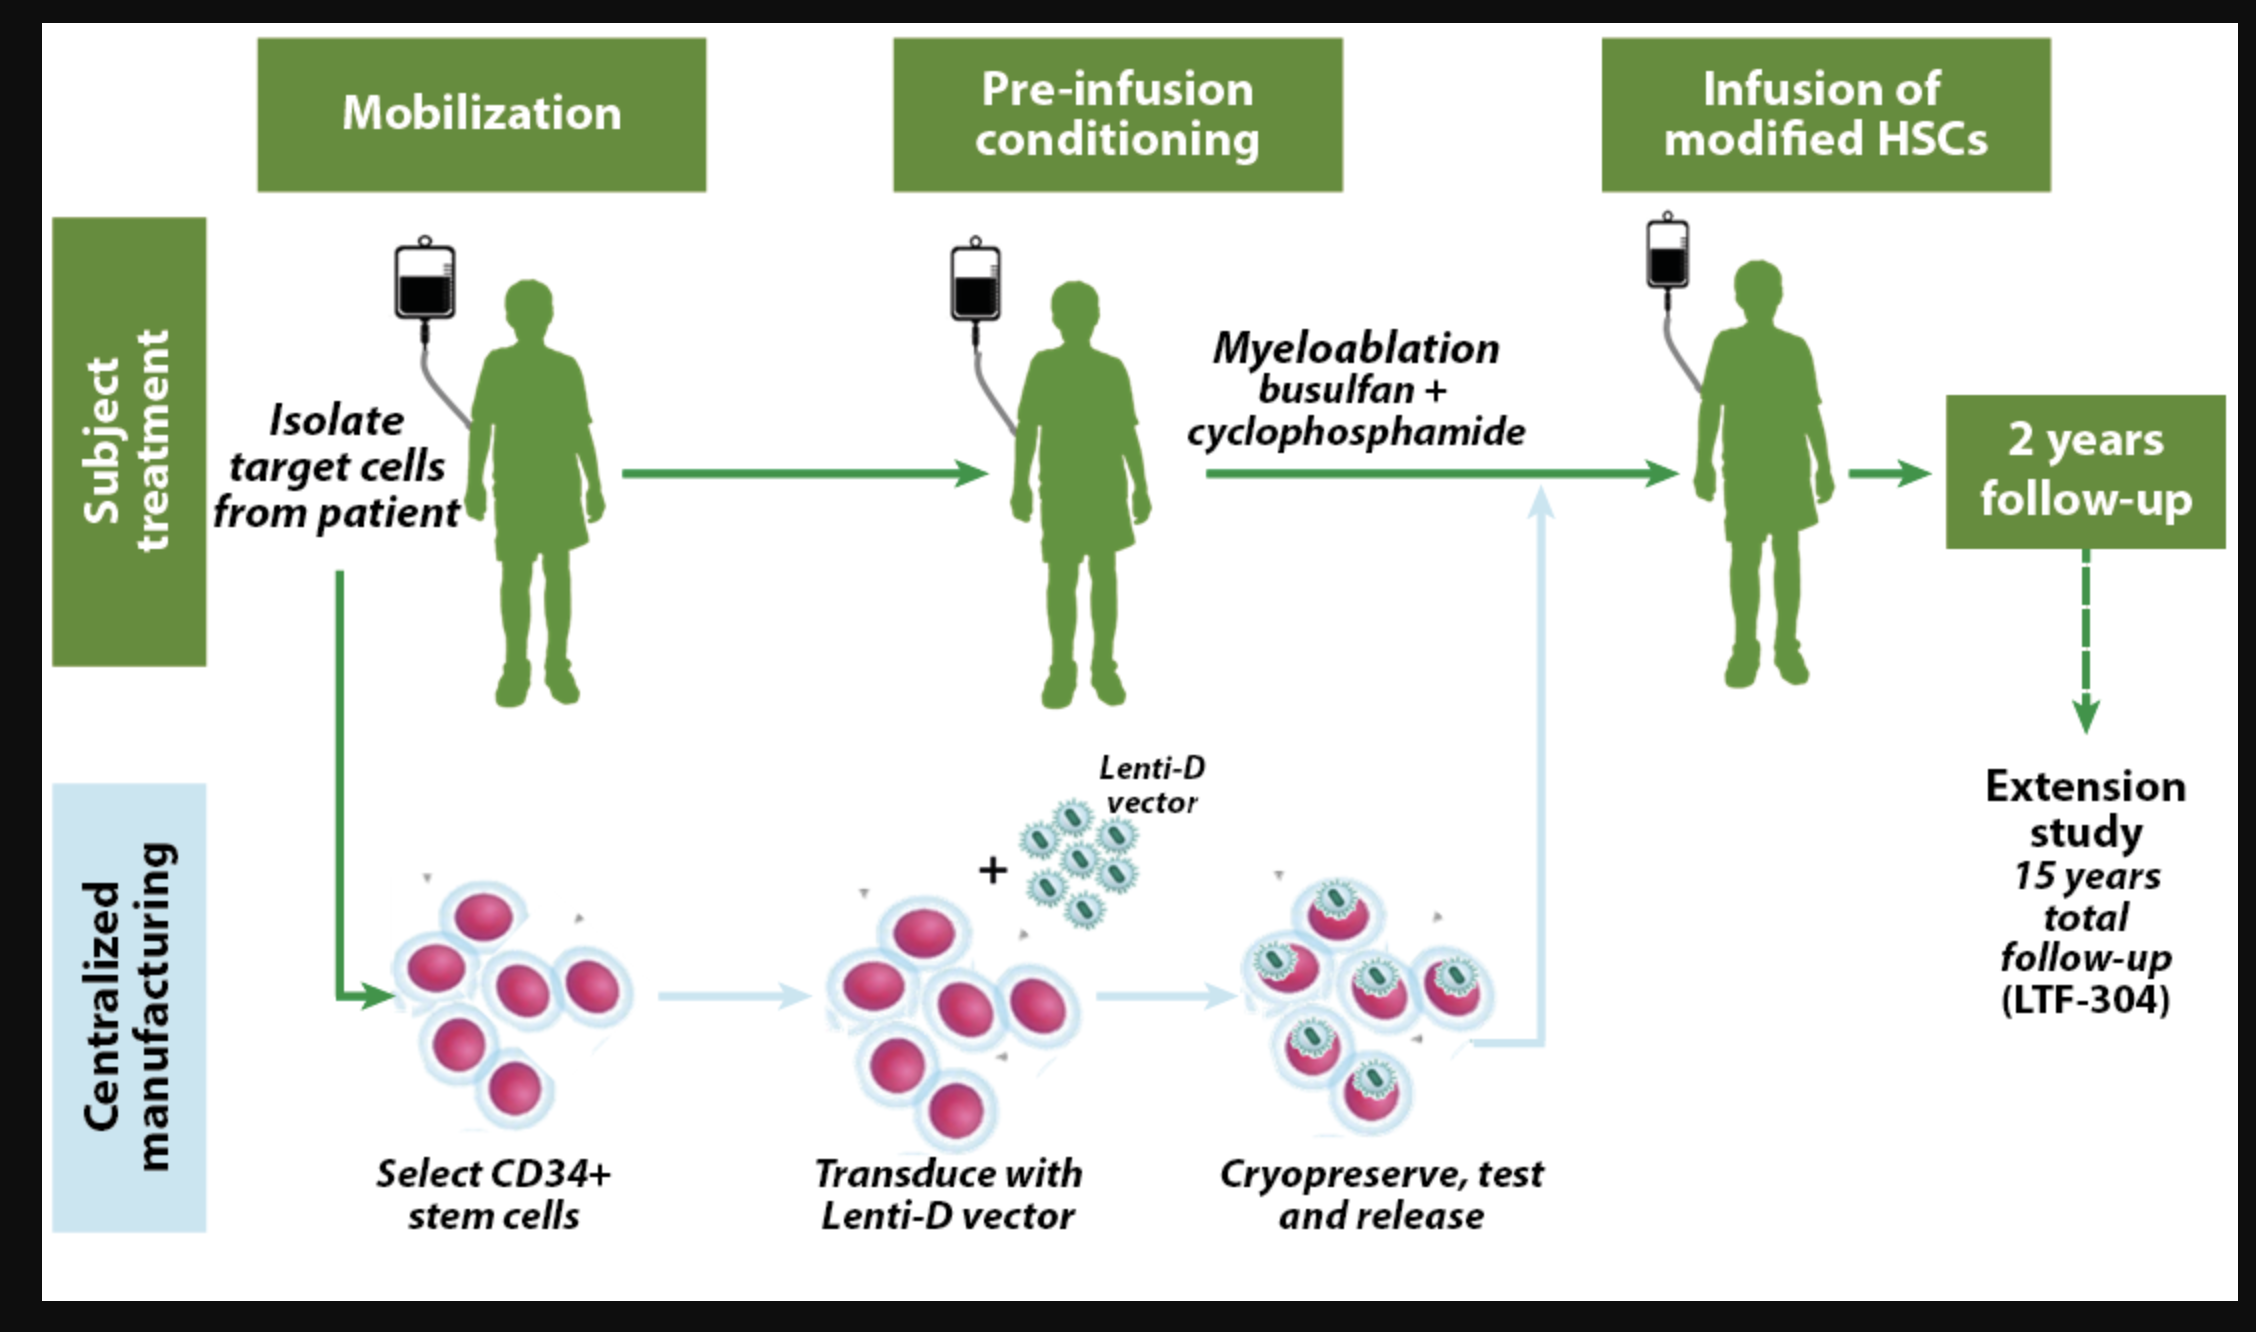 Mobilization
Pre-infusion
conditioning
Infusion of
modified HSCs
Subject
treatment
Isolate
target cells
from patient
Myeloablation
busulfan +
cyclophosphamide
2 years
follow-up
Extension
study
15 years
total
follow-up
(LTF-304)
Centralized
manufacturing
Lenti-D
vector
+
Select CD34+
stem cells
Transduce with
Lenti-D vector
Cryopreserve, test
and release